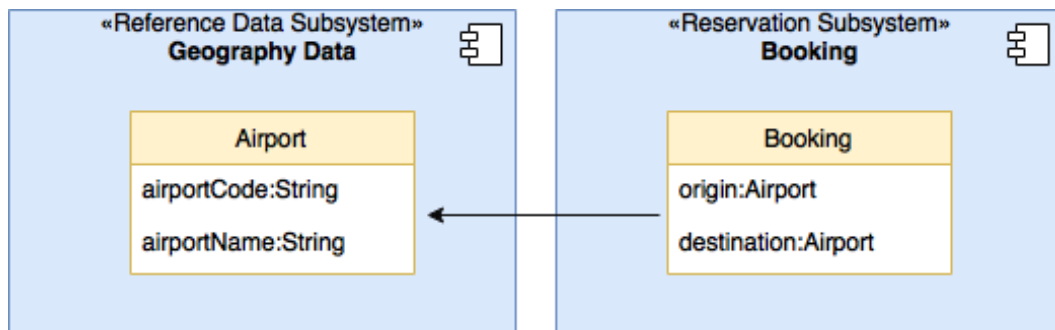 «Reference Data Subsystem»
Geography Data
Airport
airportCode:String
airportName:String
«Reservation Subsystem»
Booking
Booking
origin:Airport
destination:Airport